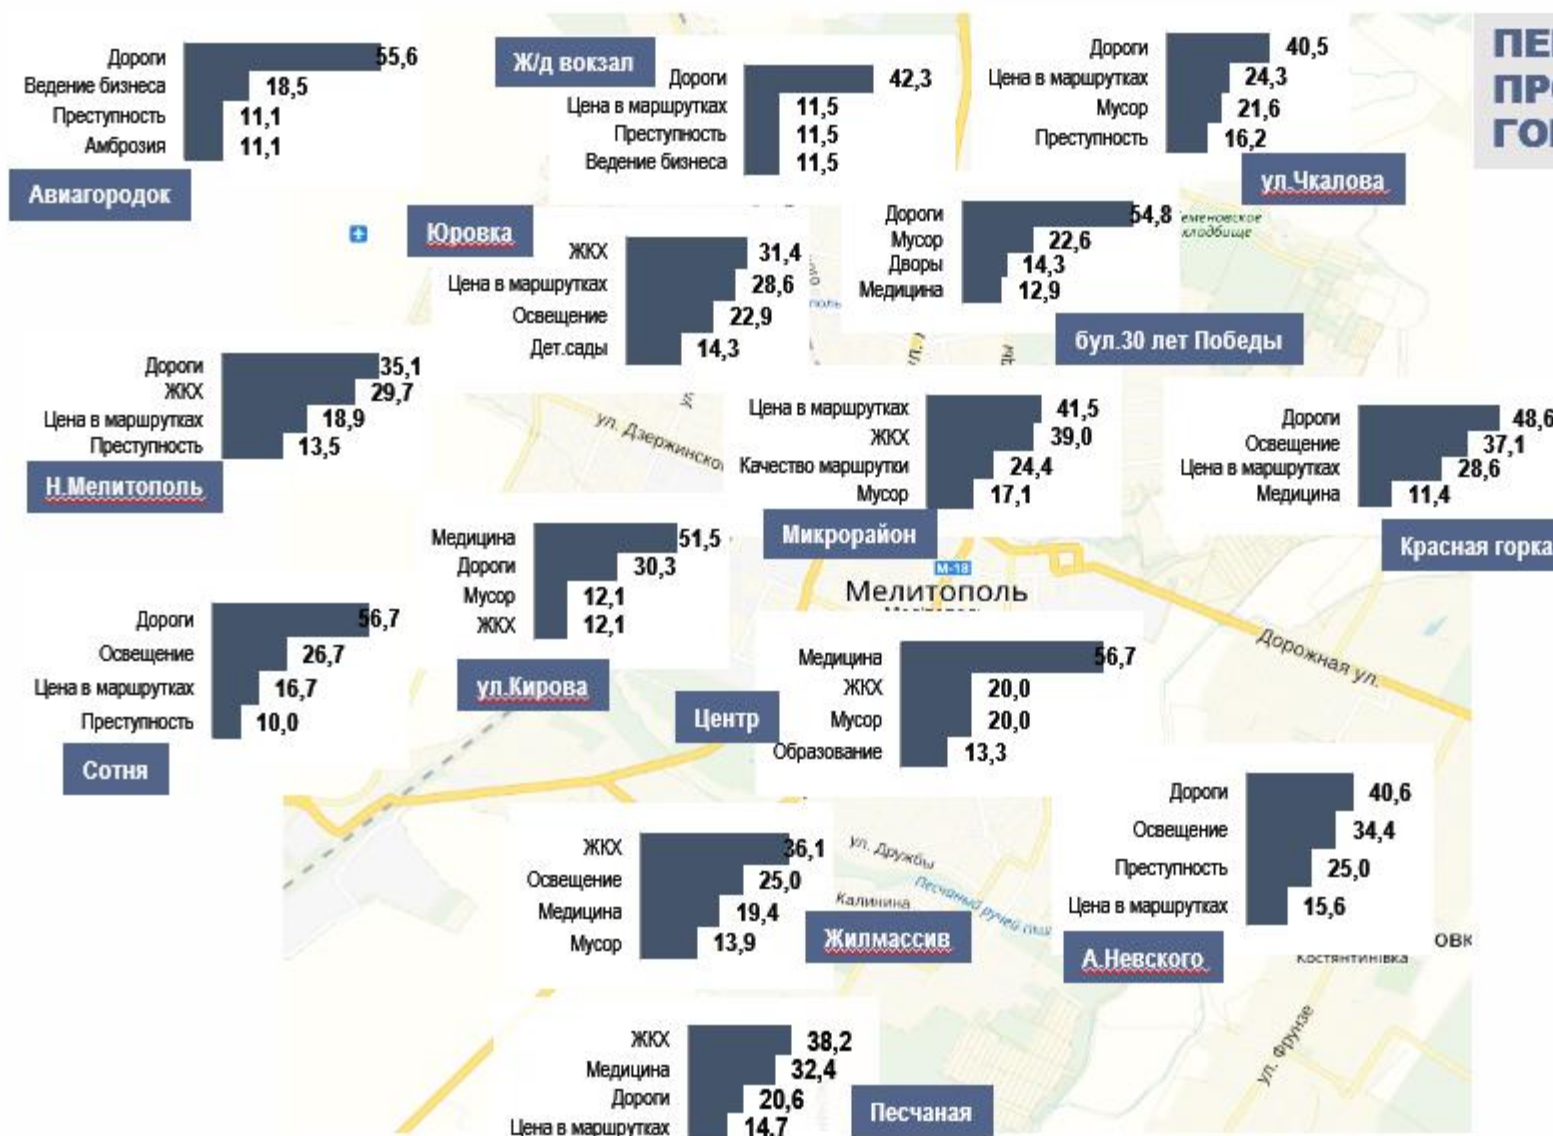 Дороги 55,6
Ведение бизнеса 18,5
Преступность 11,1
Амброзия 11,1
Авиагородок
Ж/д вокзал
Дороги 42,3
Цена в маршрутках 11,5
Преступность 11,5
Ведение бизнеса 11,5
Дороги 40,5
Цена в маршрутках 24,3
Мусор 21,6
Преступность 16,2
ул.Чкалова
ПЕ
ПР
ГО
Юровка
ЖКХ 31,4
Цена в маршрутках 28,6
Освещение 22,9
Дет.сады 14,3
Дороги 54,8
Мусор 22,6
Дворы 14,3
Медицина 12,9
бул.30 лет Победы
еменовское
кладбище
поль
Дороги 35,1
ЖКХ 29,7
Цена в маршрутках 18,9
Преступность 13,5
Н.Мелитополь
ул. Дзержинско
Цена в маршрутках 41,5
ЖКХ 39,0
Качество маршрутки 24,4
Мусор 17,1
Микрорайон
Дороги 48,6
Освещение 37,1
Цена в маршрутках 28,6
Медицина 11,4
Красная горка
Медицина 51,5
Дороги 30,3
Мусор 12,1
ЖКХ 12,1
ул.Кирова
М-18
Мелитополь
Дорожная ул.
Дороги 56,7
Освещение 26,7
Цена в маршрутках 16,7
Преступность 10,0
Сотня
Центр
Медицина 56,7
ЖКХ 20,0
Мусор 20,0
Образование 13,3
Дороги 40,6
Освещение 34,4
Преступность 25,0
Цена в маршрутках 15,6
А.Невского
ЖКХ 36,1
Освещение 25,0
Медицина 19,4
Мусор 13,9
Жилмассив
ул. Дружбы
Калинина
Песчаный ручей
овк
Костянтинівка
ул. Фрунзе
ЖКХ 38,2
Медицина 32,4
Дороги 20,6
Цена в маршрутках 14,7
Песчаная